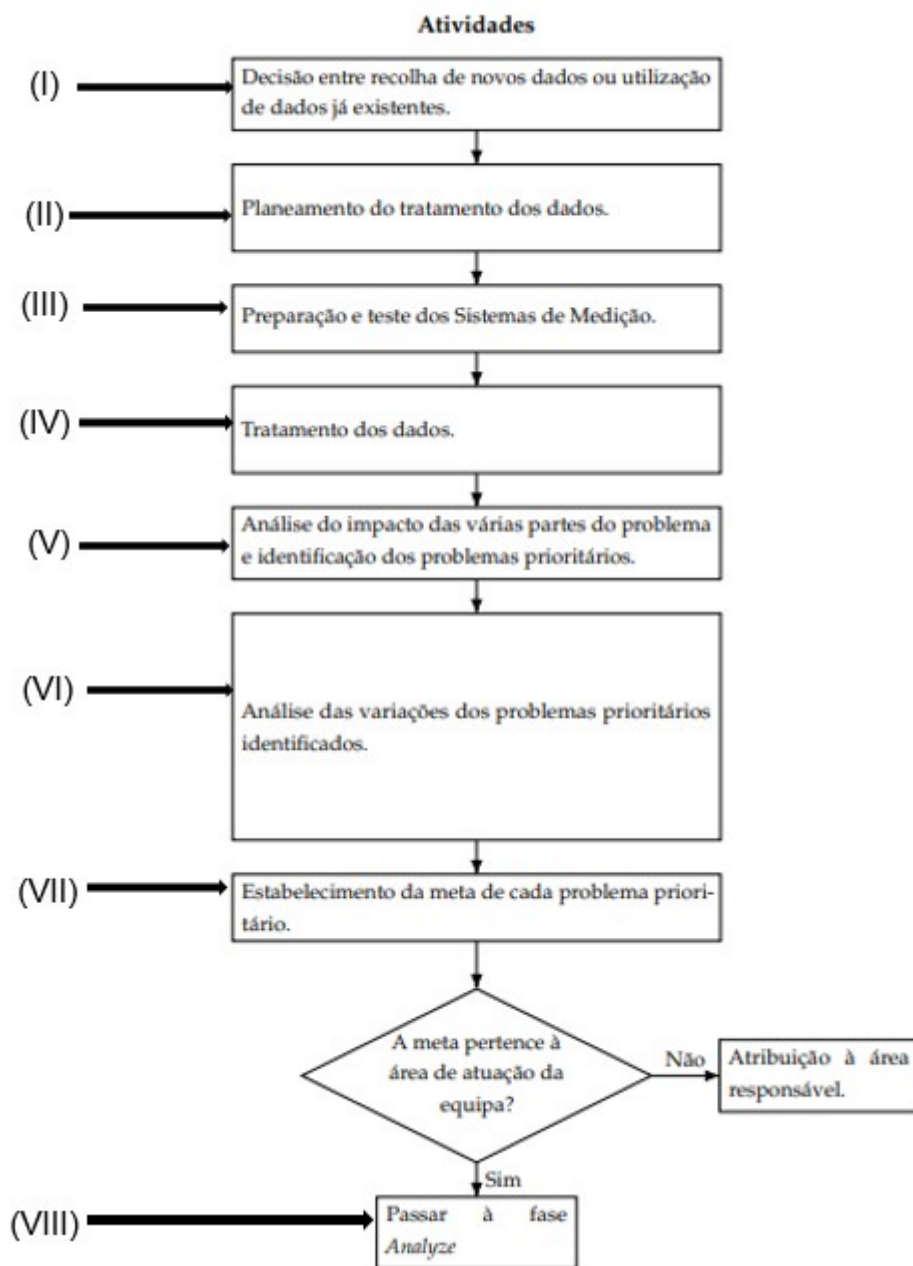 Atividades
(I)
Decisão entre recolha de novos dados ou utilização
de dados já existentes.
(II)
Planeamento do tratamento dos dados.
(III)
Preparação e teste dos Sistemas de Medição.
(IV)
Tratamento dos dados.
(V)
Análise do impacto das várias partes do problema
e identificação dos problemas prioritários.
(VI)
Análise das variações dos problemas prioritários
identificados.
(VII)
Estabelecimento da meta de cada problema priori-
tário.
A meta pertence à
área de atuação da
equipa?
Não
Atribuição à área
responsável.
Sim
(VIII)
Passar à fase
Analyze